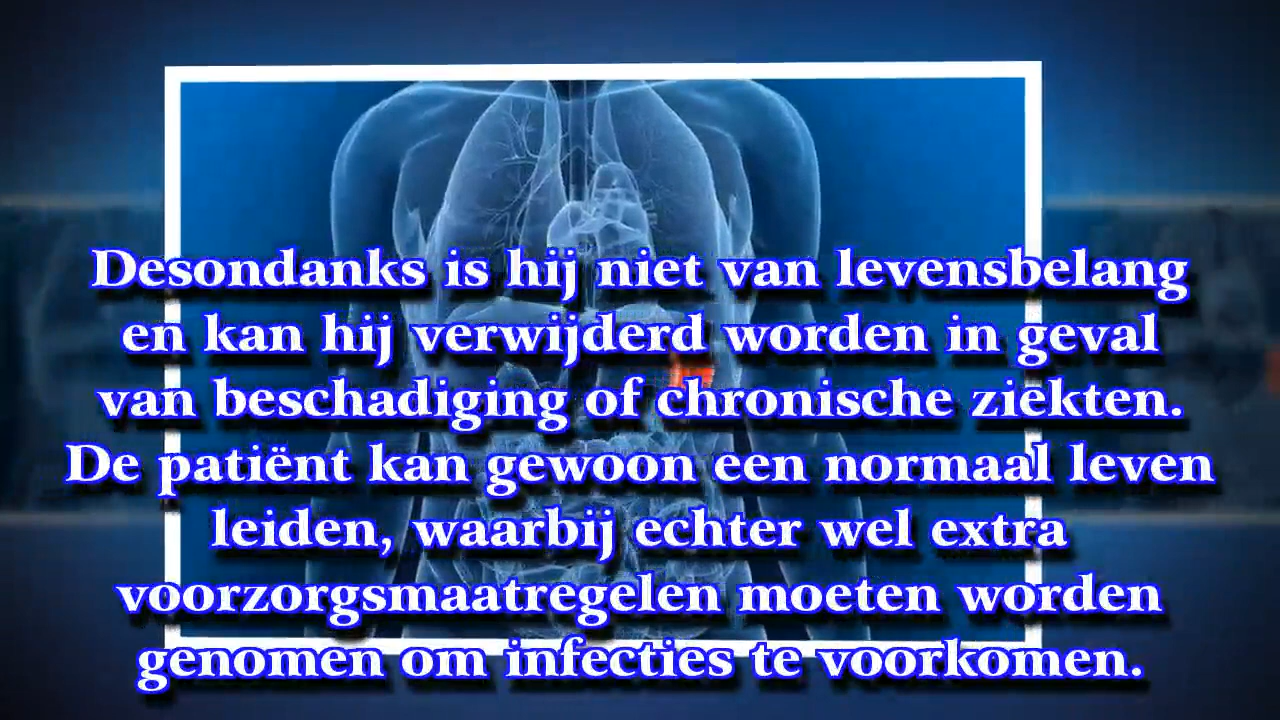 Desondanks is hij niet van levensbelang
en kan hij verwijderd worden in geval
van beschadiging of chronische ziekten.
De patiënt kan gewoon een normaal leven
leiden, waarbij echter wel extra
voorzorgsmaatregelen moeten worden
genomen om infecties te voorkomen.